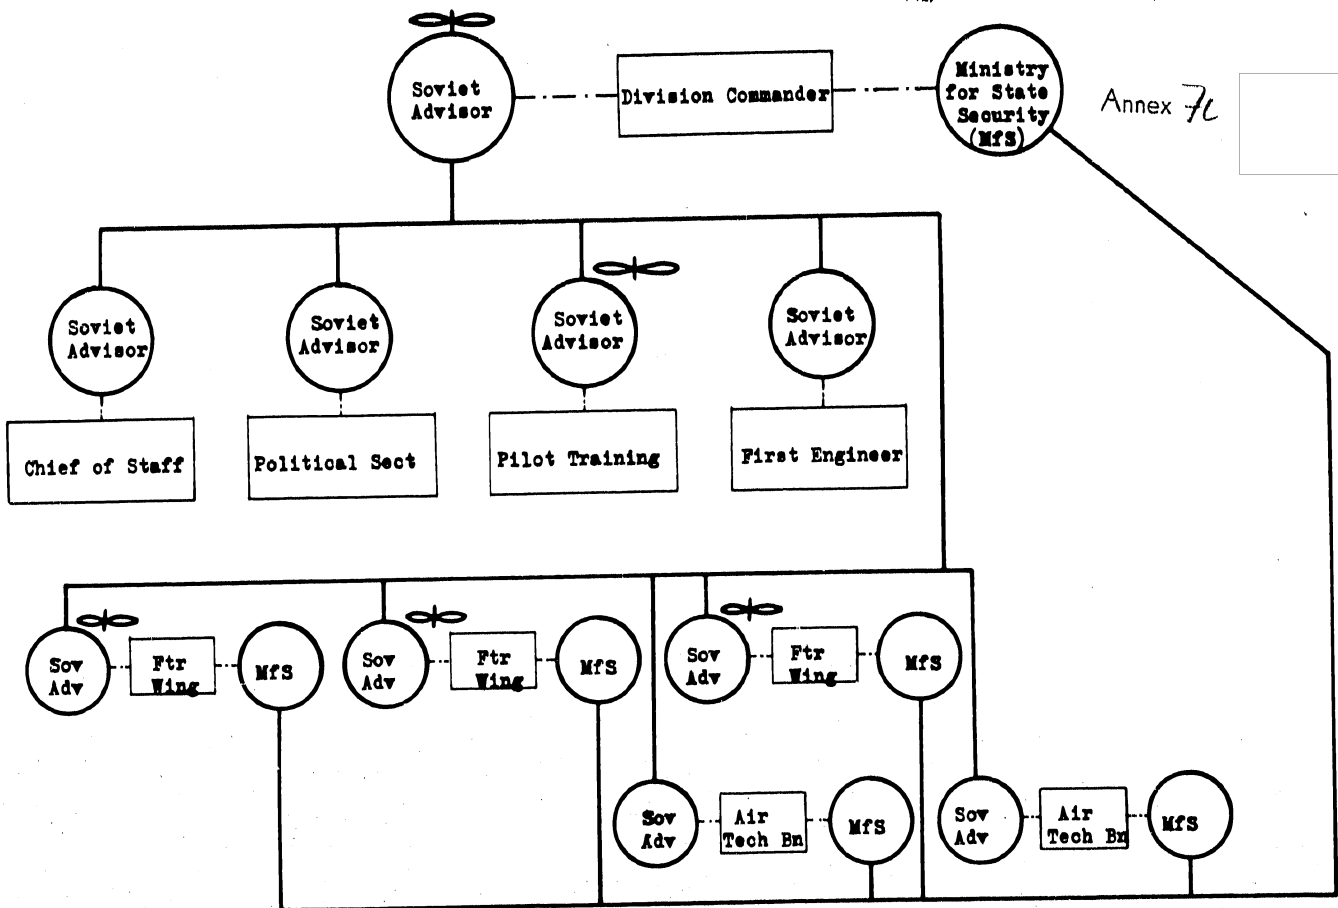 Soviet
Advisor
Division Commander
Ministry
for State
Security
(MfS)
Annex 7c
Soviet
Advisor
Soviet
Advisor
Soviet
Advisor
Soviet
Advisor
Chief of Staff
Political Sect
Pilot Training
First Engineer
Sov
Adv
Ftr
Wing
MfS
Sov
Adv
Ftr
Wing
MfS
Sov
Adv
Ftr
Wing
MfS
Sov
Adv
Air
Tech Bn
MfS
Sov
Adv
Air
Tech Bn
MfS